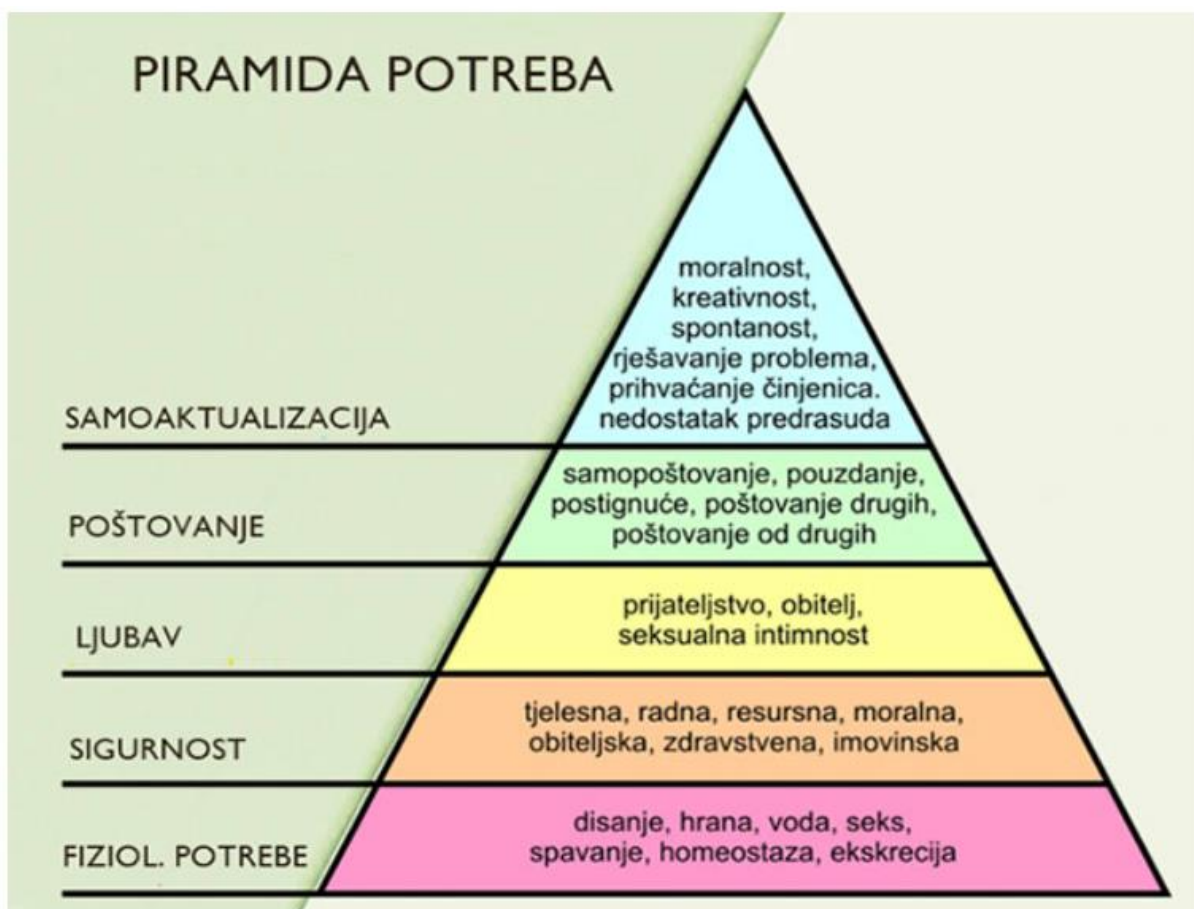 PIRAMIDA POTREBA
moralnost,
kreativnost,
spontanost,
rješavanje problema,
prihvaćanje činjenica.
nedostatak predrasuda
SAMOAKTUALIZACIJA
samopoštovanje, pouzdanje,
postignuće, poštovanje drugih,
poštovanje od drugih
POŠTOVANJE
prijateljstvo, obitelj,
seksualna intimnost
LJUBAV
tjelesna, radna, resursna, moralna,
obiteljska, zdravstvena, imovinska
SIGURNOST
disanje, hrana, voda, seks,
spavanje, homeostaza, ekskrecija
FIZIOL. POTREBE